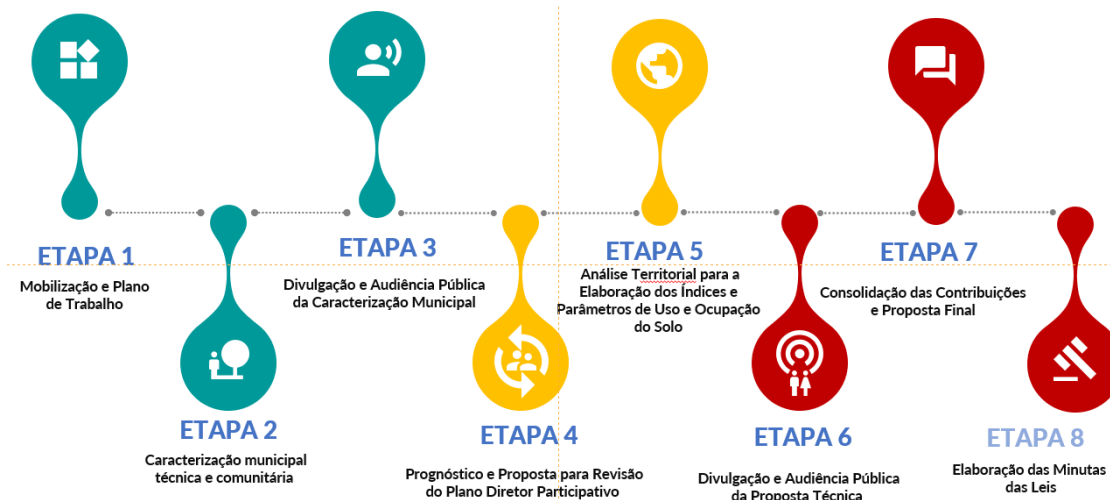 ETAPA 1
Mobilização e Plano
de Trabalho
ETAPA 2
Caracterização municipal
técnica e comunitária
ETAPA 3
Divulgação e Audiência Pública
da Caracterização Municipal
ETAPA 4
Prognóstico e Proposta para Revisão
do Plano Diretor Participativo
ETAPA 5
Análise Territorial para a
Elaboração dos Índices e
Parâmetros de Uso e Ocupação
do Solo
ETAPA 6
Divulgação e Audiência Pública
da Proposta Técnica
ETAPA 7
Consolidação das Contribuições
e Proposta Final
ETAPA 8
Elaboração das Minutas
das Leis